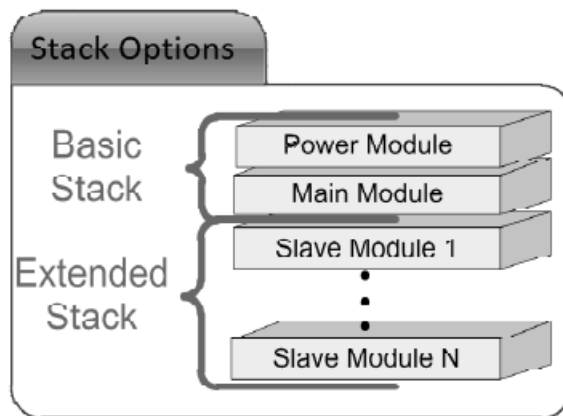 Stack Options
Basic
Stack
Power Module
Main Module
Extended
Stack
Slave Module 1
Slave Module N